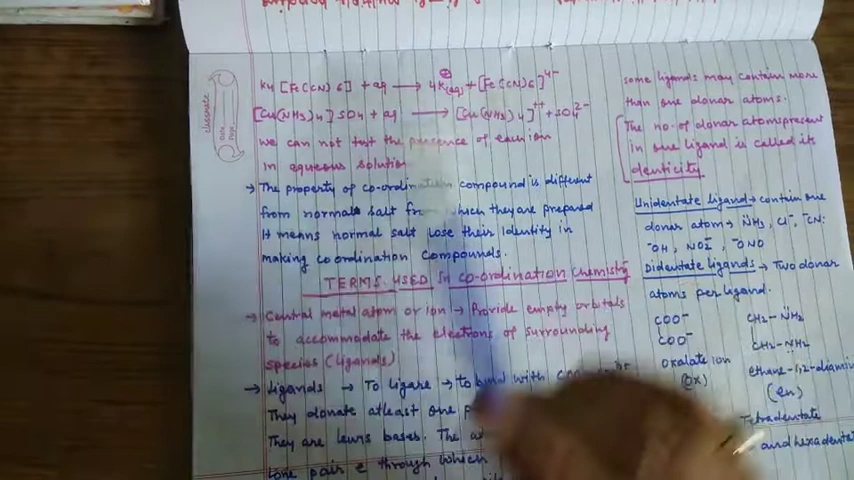 K4[Fe(CN)6] + aq → 4K⊕(aq) + [Fe(CN)6]4-
[Cu(NH3)4]SO4 + aq → [Cu(NH3)4]++ + SO42-
we can not test the presence of each ion
in aqueous solution
→ The property of co-ordination compound is different
from normal salt from which they are prepared
It means normal salt lose their identity in
making co ordination compounds.
TERMS USED In co-ordination chemistry
→ Central metal atom or ion → Provide empty orbitals
to accommodate the electrons of surrounding
species (ligands)
→ ligands → To ligare → to bind with
They donate atleast one
They are lewis bases. The
lone pair & through which
some ligands may contain more
than one donar atoms.
The no. of donar atoms present
in one ligand is called its
denticity
Unidentate ligand → contain one
donar atom → N̈H3, Cl-, -CN:
-OH, NO2-, -ONO
Didentate ligands → Two donar
atoms per ligand.
COO-
|
COO-
oxalate ion
(ox)
CH2-N̈H2
|
CH2-N̈H2
ethane-1,2-diamine
(en)
Tetradentate
and hexadentate
classmate
Date
Page